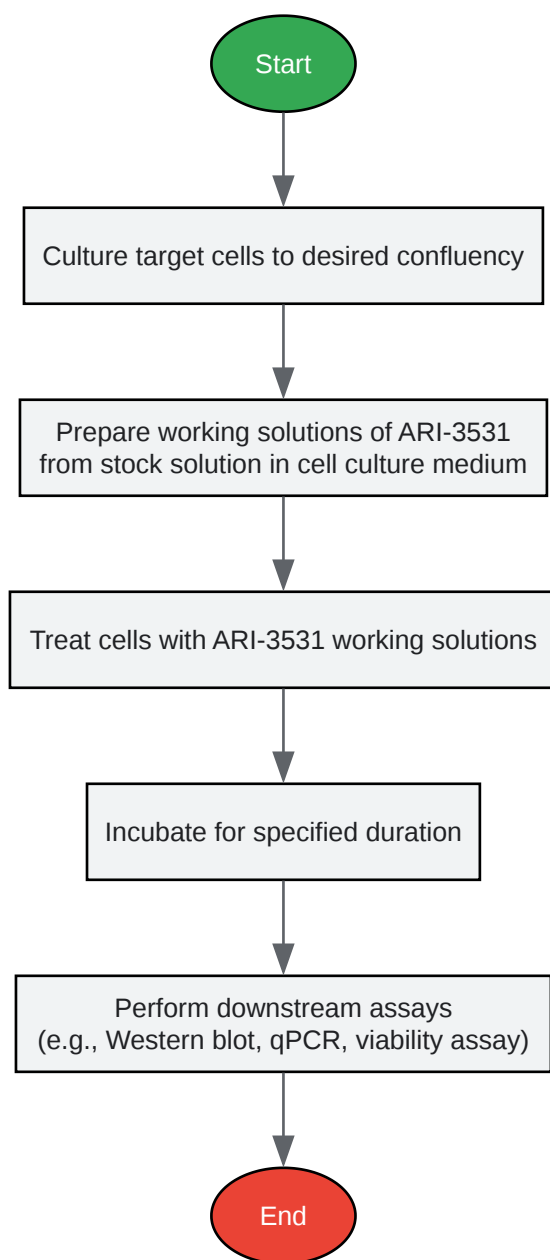 Start
Culture target cells to desired confluency
Prepare working solutions of ARI-3531
from stock solution in cell culture medium
Treat cells with ARI-3531 working solutions
Incubate for specified duration
Perform downstream assays
(e.g., Western blot, qPCR, viability assay)
End